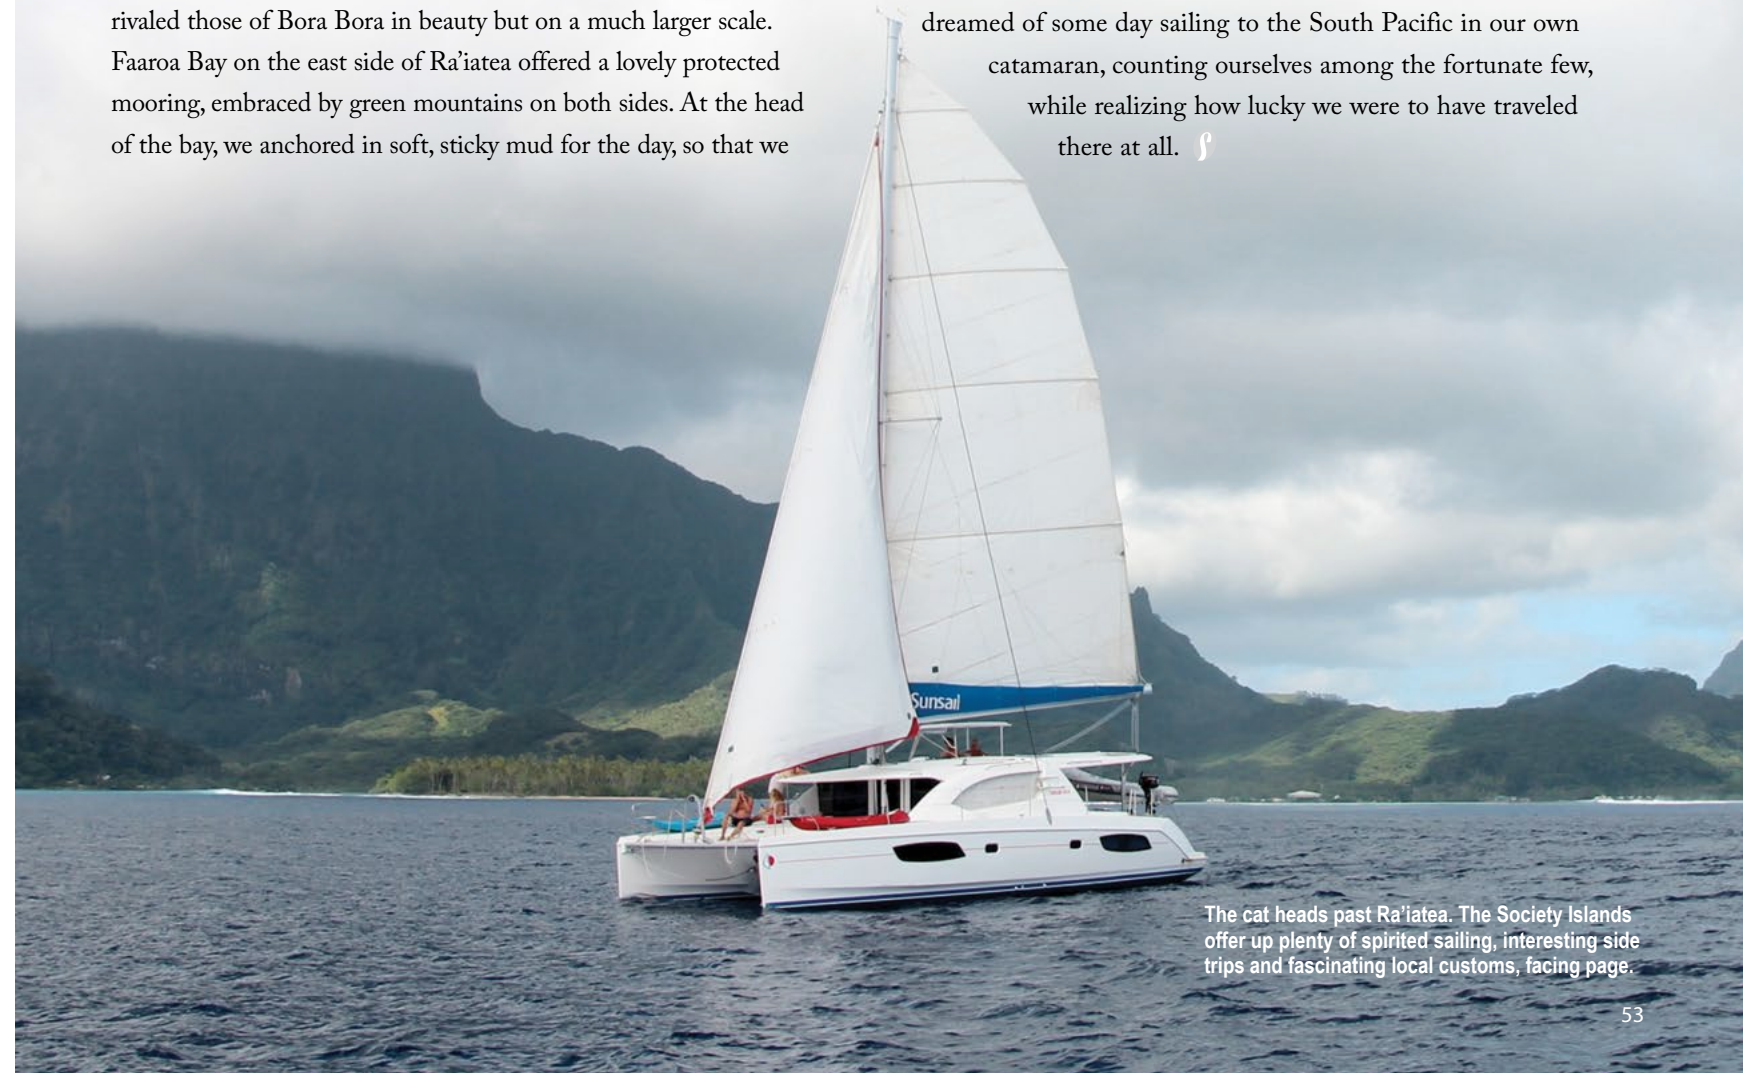 rivaled those of Bora Bora in beauty but on a much larger scale.
Faaroa Bay on the east side of Ra’iatea offered a lovely protected
mooring, embraced by green mountains on both sides. At the head
of the bay, we anchored in soft, sticky mud for the day, so that we
dreamed of some day sailing to the South Pacific in our own
catamaran, counting ourselves among the fortunate few,
while realizing how lucky we were to have traveled
there at all.
Sunsail
The cat heads past Ra’iatea. The Society Islands
offer up plenty of spirited sailing, interesting side
trips and fascinating local customs, facing page.
53